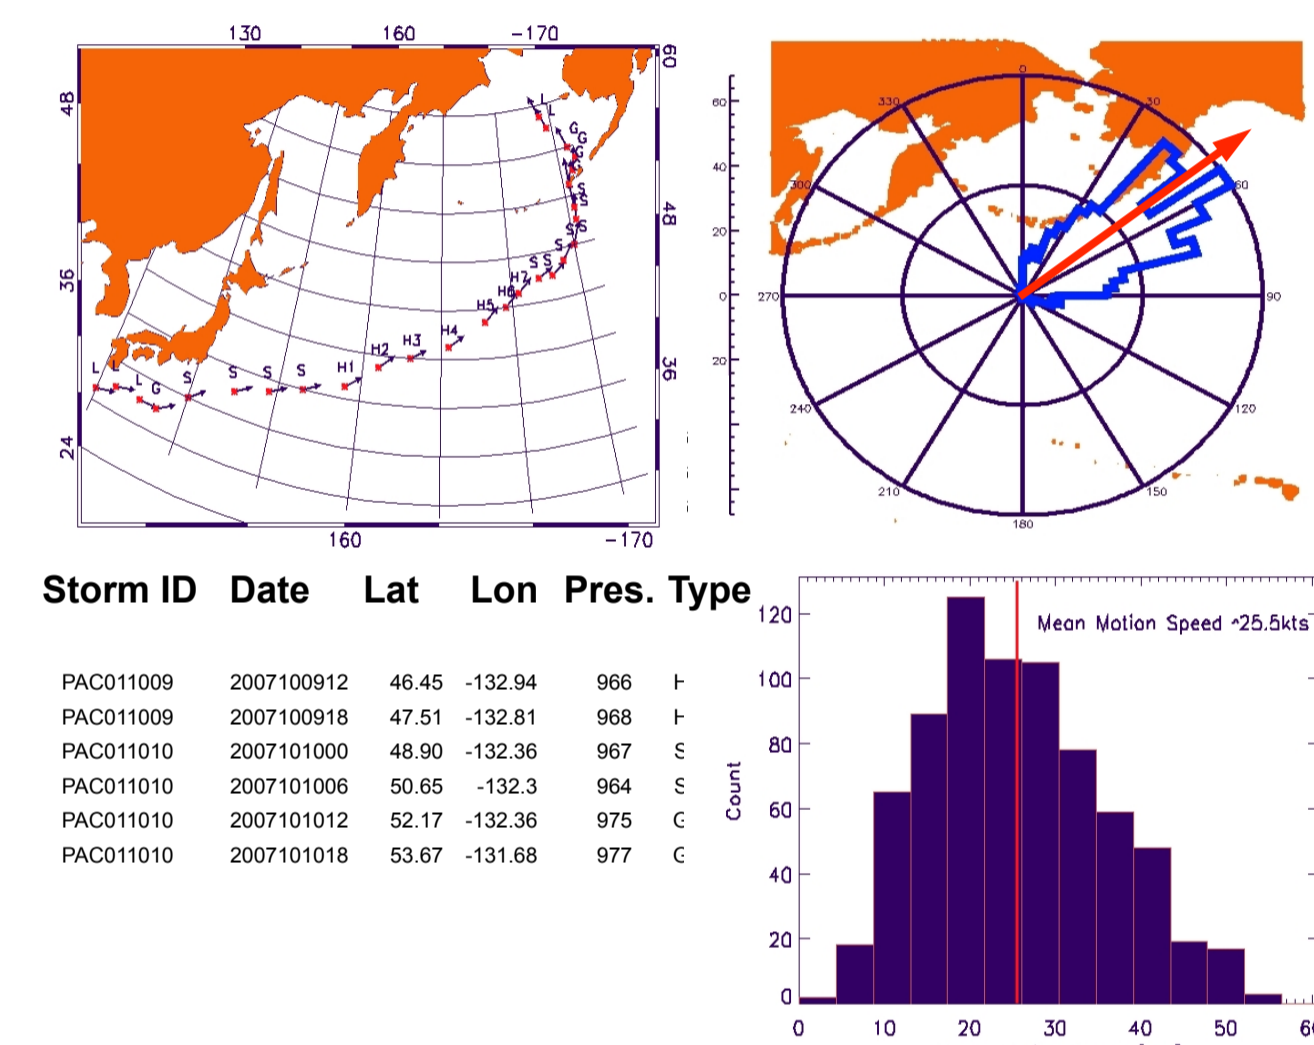 130 160 -170
60
48
L
L
G
G
G
G
S
S
48
S
S
S
S
S
H7
H6
H5
H4
H3
H2
H1
36
36
L L L G S S S S
24
160 -170
0
330 30
300 60
270 90
240 120
210 150
180
60
40
20
0
20
Storm ID Date Lat Lon Pres. Type
PAC011009 2007100912 46.45 -132.94 966
PAC011009 2007100918 47.51 -132.81 968
PAC011010 2007101000 48.90 -132.36 967 S
PAC011010 2007101006 50.65 -132.3 964 S
PAC011010 2007101012 52.17 -132.36 975 G
PAC011010 2007101018 53.67 -131.68 977 G
Mean Motion Speed ~25.5kts
Count
120
100
80
60
40
20
0
0 10 20 30 40 50